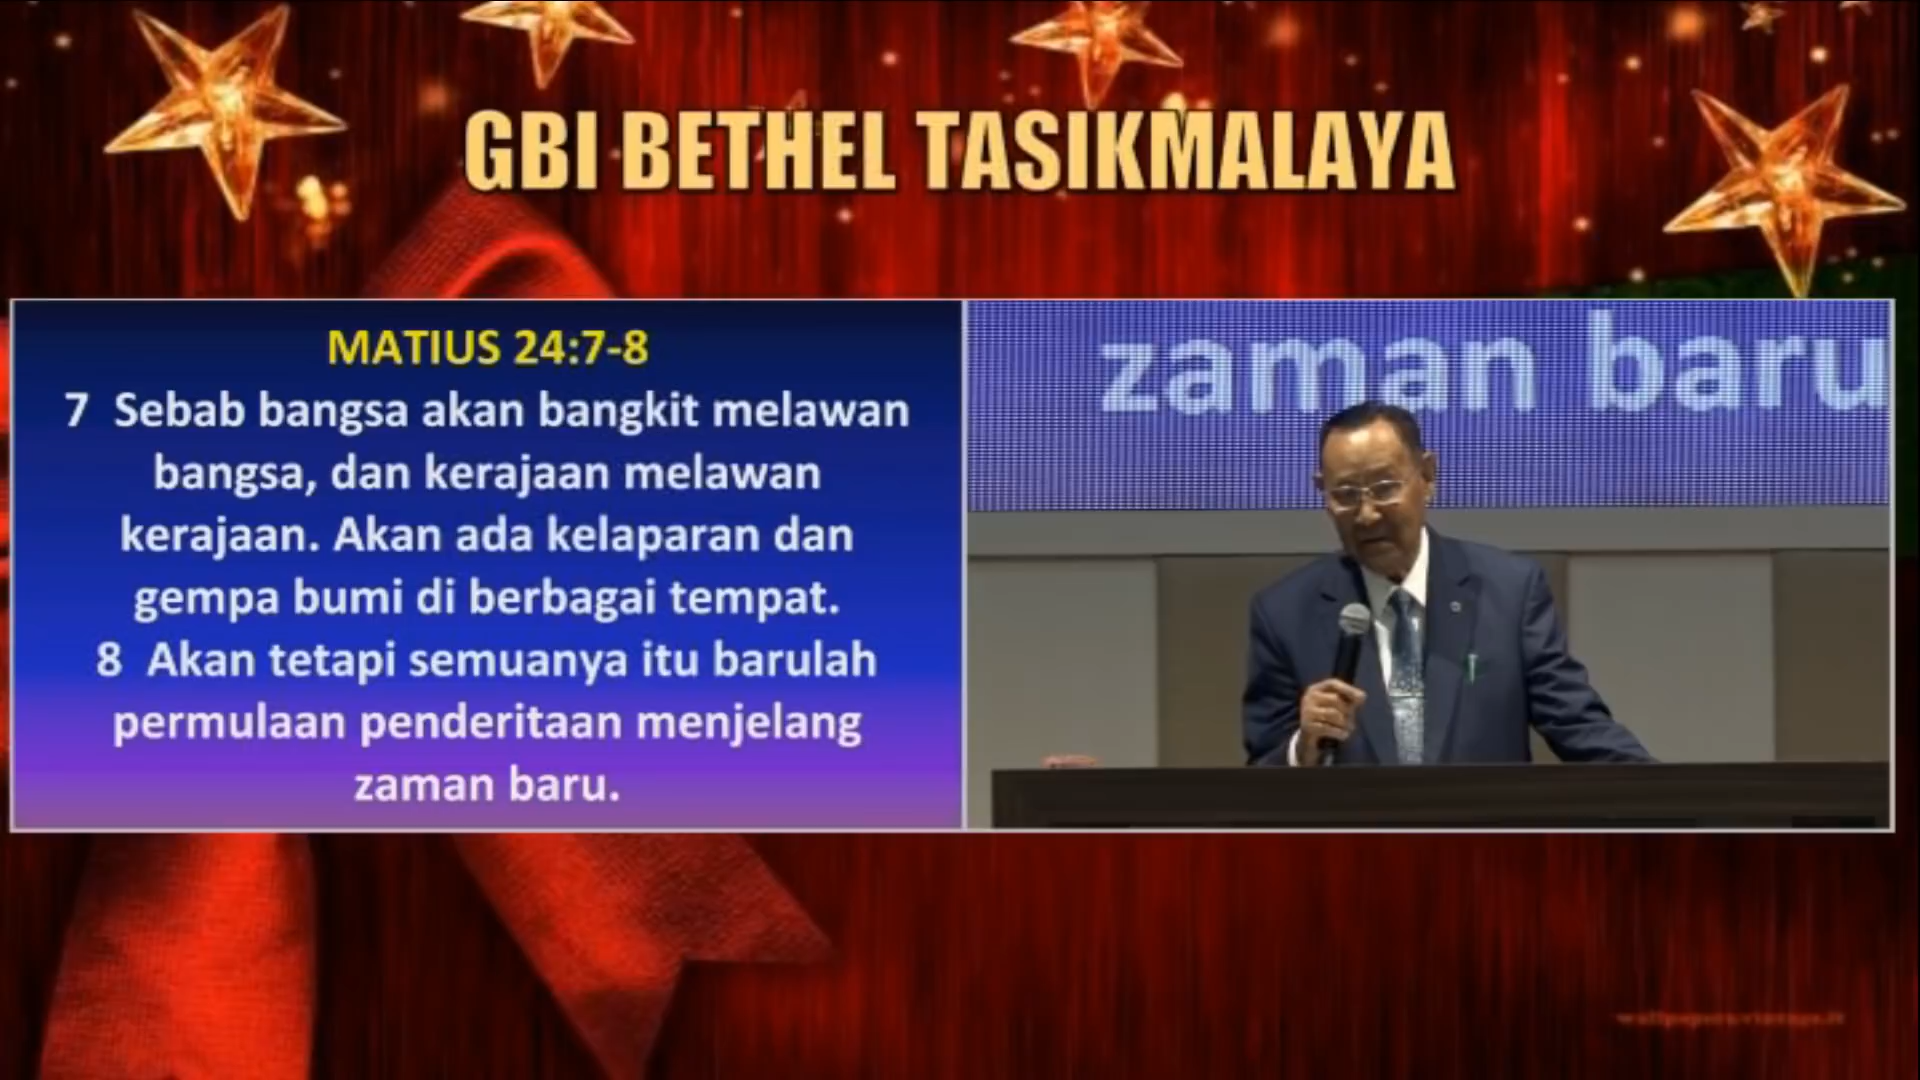 GBI BETHEL TASIKMALAYA
MATIUS 24:7-8
7 Sebab bangsa akan bangkit melawan
bangsa, dan kerajaan melawan
kerajaan. Akan ada kelaparan dan
gempa bumi di berbagai tempat.
8 Akan tetapi semuanya itu barulah
permulaan penderitaan menjelang
zaman baru.
zaman baru